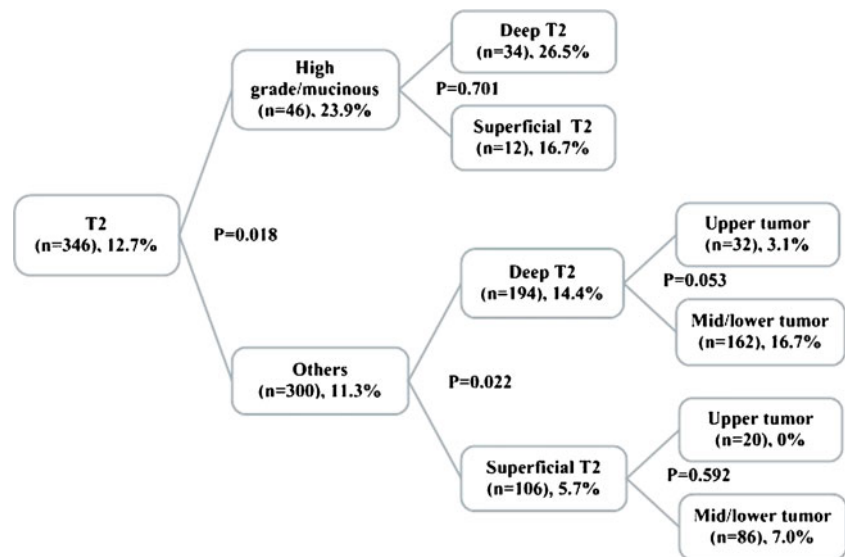 Deep T2
(n=34), 26.5%
High
grade/mucinous
(n=46), 23.9%
P=0.701
Superficial T2
(n=12), 16.7%
T2
(n=346), 12.7%
P=0.018
Upper tumor
(n=32), 3.1%
Deep T2
(n=194), 14.4%
P=0.053
Mid/lower tumor
(n=162), 16.7%
Others
(n=300), 11.3%
P=0.022
Upper tumor
(n=20), 0%
Superficial T2
(n=106), 5.7%
P=0.592
Mid/lower tumor
(n=86), 7.0%